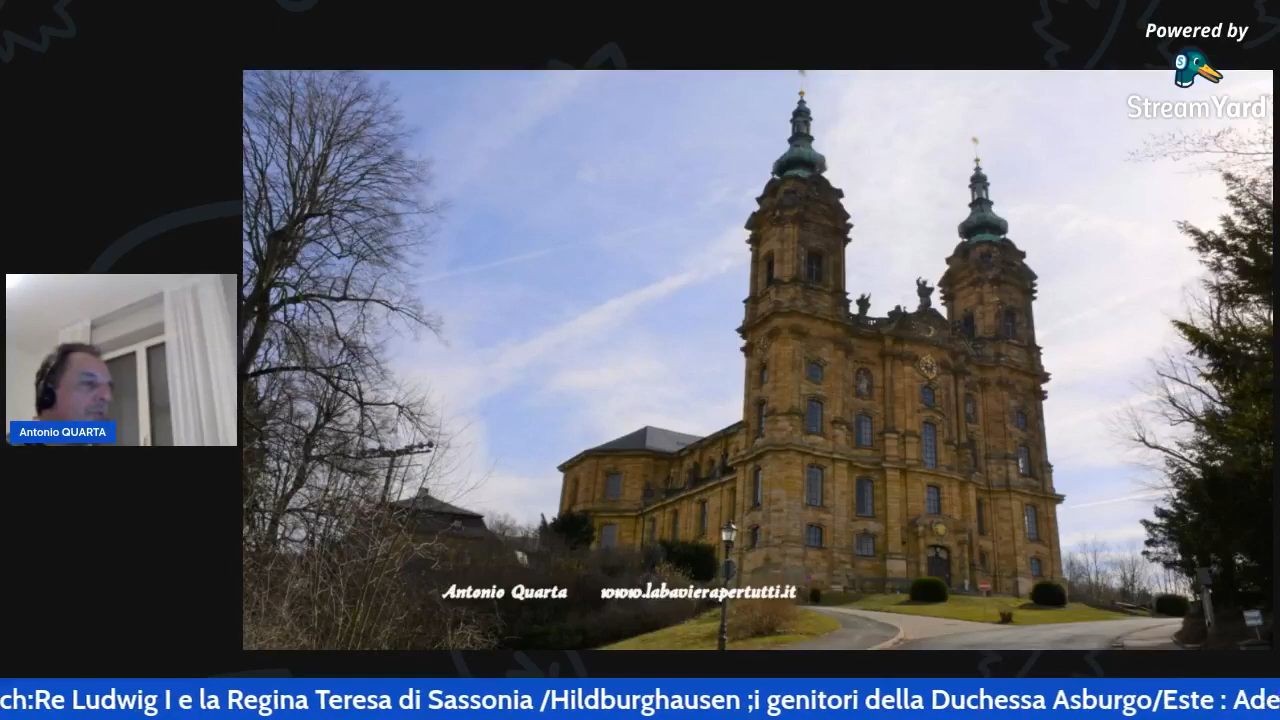 Powered by
StreamYard
Antonio QUARTA
Antonio Quarta www.labavierapertutti.it
ch:Re Ludwig I e la Regina Teresa di Sassonia /Hildburghausen ;i genitori della Duchessa Asburgo/Este : Ade